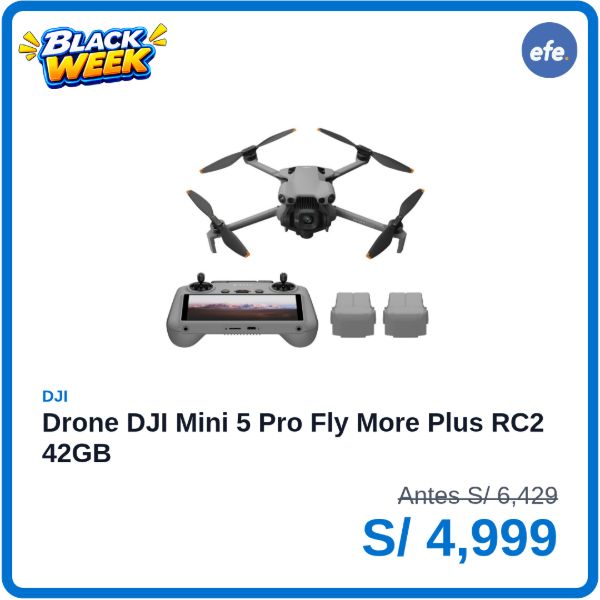 BLACK
WEEK
efe.
DJI
Drone DJI Mini 5 Pro Fly More Plus RC2
42GB
Antes S/ 6,429
S/ 4,999